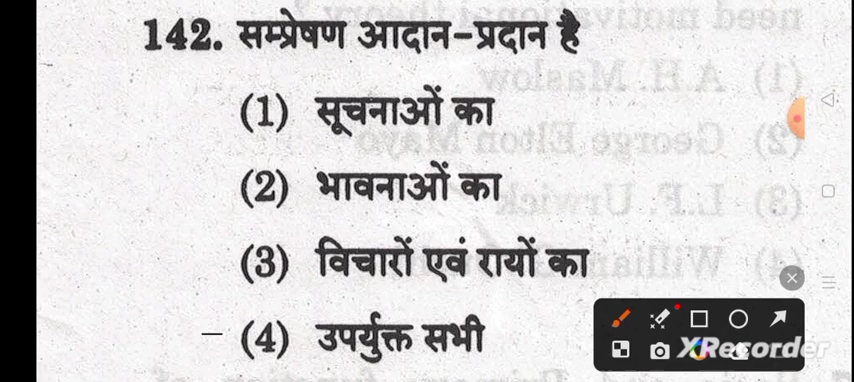 142. सम्प्रेषण आदान-प्रदान है
(1) सूचनाओं का
(2) भावनाओं का
(3) विचारों एवं रायों का
(4) उपर्युक्त सभी
XRecorder